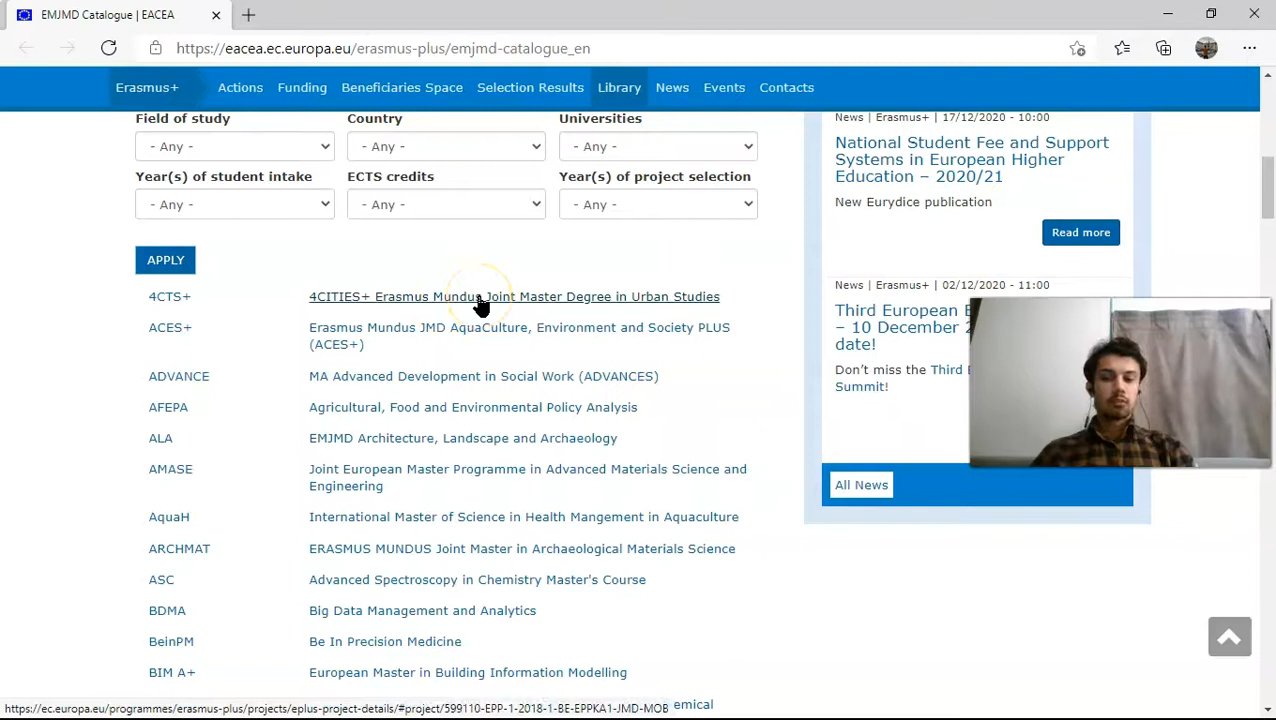 EMJMD Catalogue | EACEA
https://eacea.ec.europa.eu/erasmus-plus/emjmd-catalogue_en
Erasmus+ Actions Funding Beneficiaries Space Selection Results Library News Events Contacts
Field of study Country Universities
- Any - - Any - - Any -
Year(s) of student intake ECTS credits Year(s) of project selection
- Any - - Any - - Any -
APPLY
4CTS+ 4CITIES+ Erasmus Mundus Joint Master Degree in Urban Studies
ACES+ Erasmus Mundus JMD AquaCulture, Environment and Society PLUS
(ACES+)
ADVANCE MA Advanced Development in Social Work (ADVANCES)
AFEPA Agricultural, Food and Environmental Policy Analysis
ALA EMJMD Architecture, Landscape and Archaeology
AMASE Joint European Master Programme in Advanced Materials Science and
Engineering
AquaH International Master of Science in Health Mangement in Aquaculture
ARCHMAT ERASMUS MUNDUS Joint Master in Archaeological Materials Science
ASC Advanced Spectroscopy in Chemistry Master's Course
BDMA Big Data Management and Analytics
BeinPM Be In Precision Medicine
BIM A+ European Master in Building Information Modelling
emical
https://ec.europa.eu/programmes/erasmus-plus/projects/eplus-project-details/#project/599110-EPP-1-2018-1-BE-EPPKA1-JMD-MOB
News | Erasmus+ | 17/12/2020 - 10:00
National Student Fee and Support
Systems in European Higher
Education – 2020/21
New Eurydice publication
Read more
News | Erasmus+ | 02/12/2020 - 11:00
Third European E
– 10 December 2
date!
Don't miss the Third
Summit!
All News